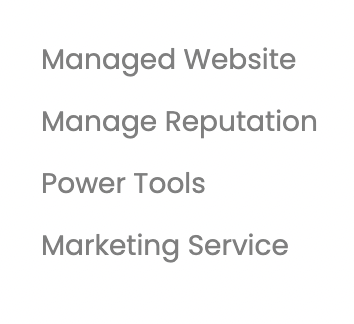 Managed Website
Manage Reputation
Power Tools
Marketing Service